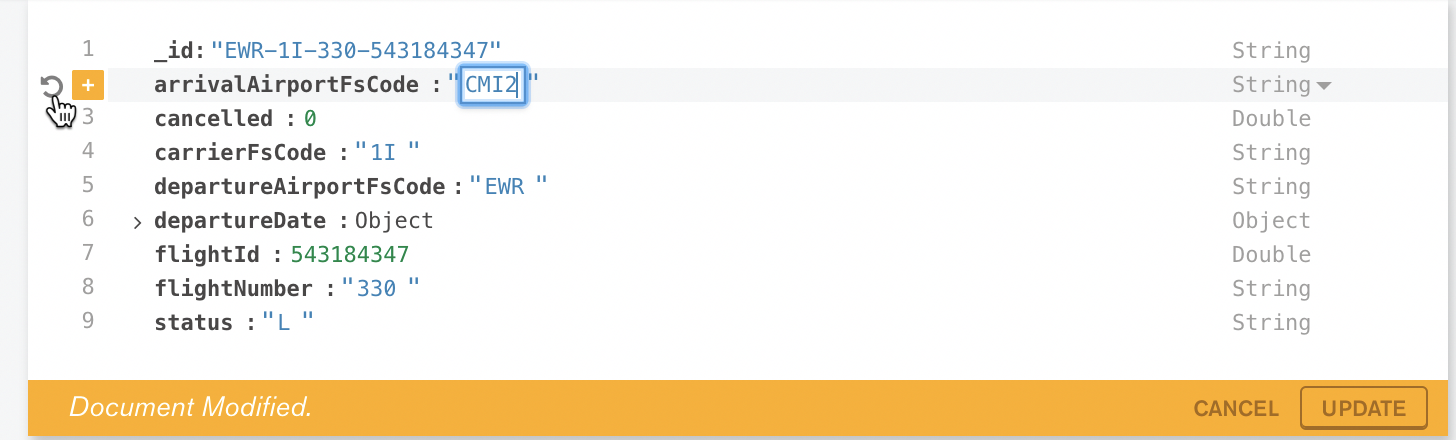 1 _id: "EWR-1I-330-543184347" String
+ arrivalAirportFsCode : "CMI2" String
3 cancelled : 0 Double
4 carrierFsCode : "1I " String
5 departureAirportFsCode : "EWR " String
6 > departureDate : Object Object
7 flightId : 543184347 Double
8 flightNumber : "330 " String
9 status : "L " String
Document Modified. CANCEL UPDATE